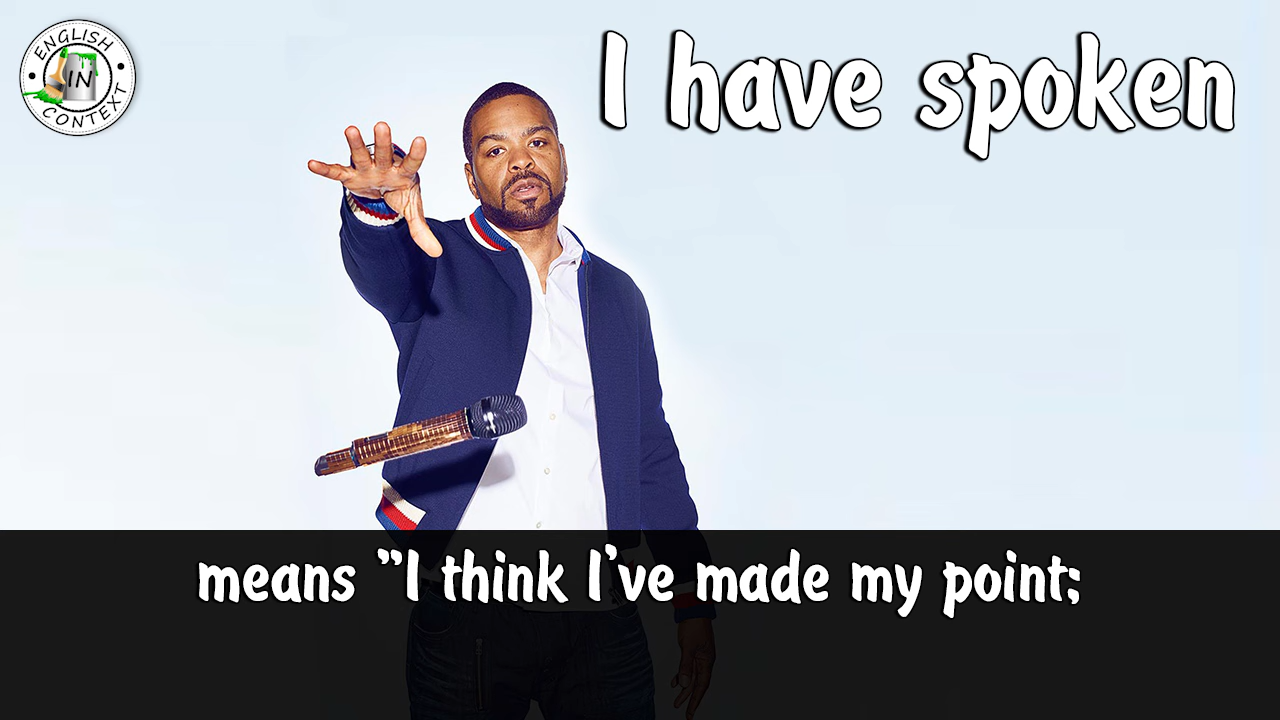 ENGLISH
IN
CONTEXT
I have spoken
means "I think I've made my point;